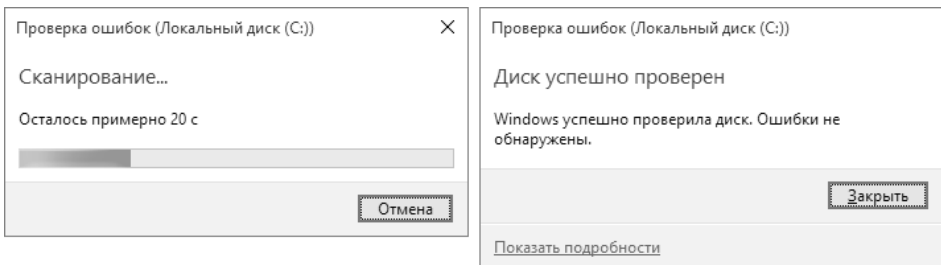 Проверка ошибок (Локальный диск (C:))
Сканирование...
Осталось примерно 20 с
Отмена
Проверка ошибок (Локальный диск (C:))
Диск успешно проверен
Windows успешно проверила диск. Ошибки не
обнаружены.
Закрыть
Показать подробности